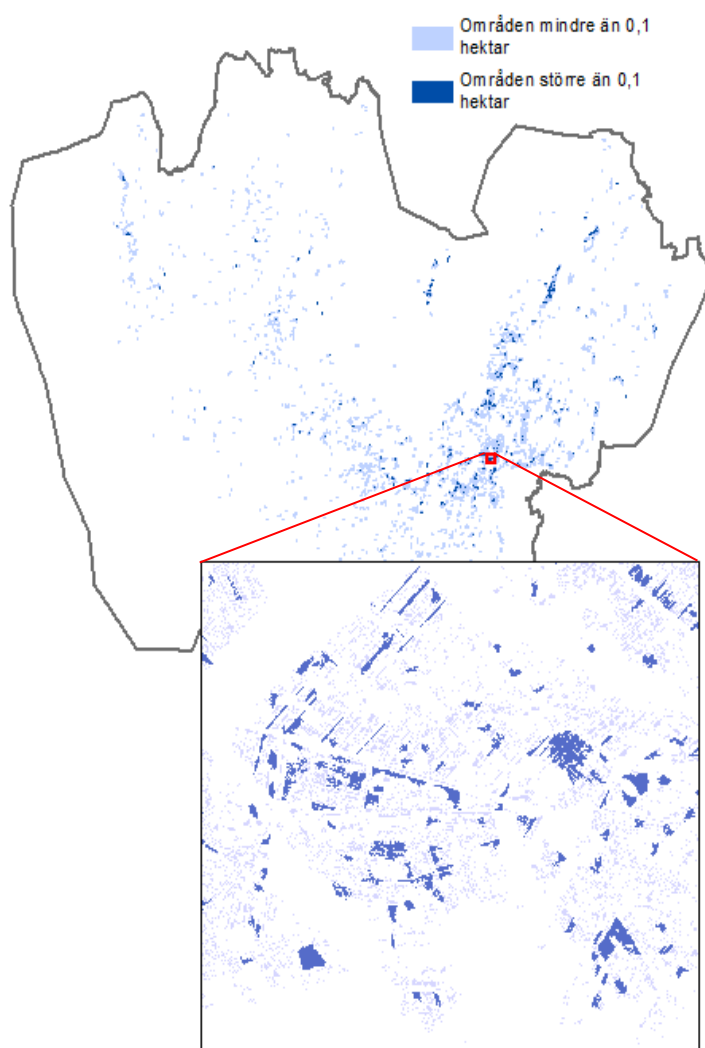 Områden mindre än 0,1
hektar
Områden större än 0,1
hektar